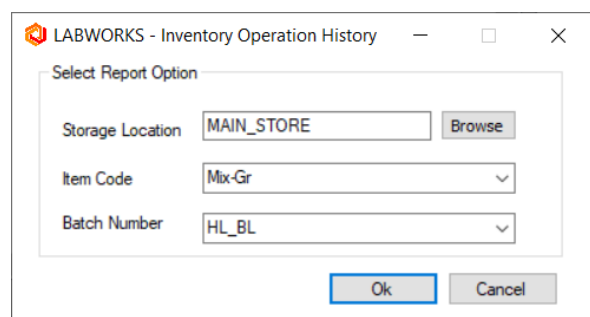 LABWORKS - Inventory Operation History
Select Report Option
Storage Location MAIN_STORE Browse
Item Code Mix-Gr
Batch Number HL_BL
Ok Cancel